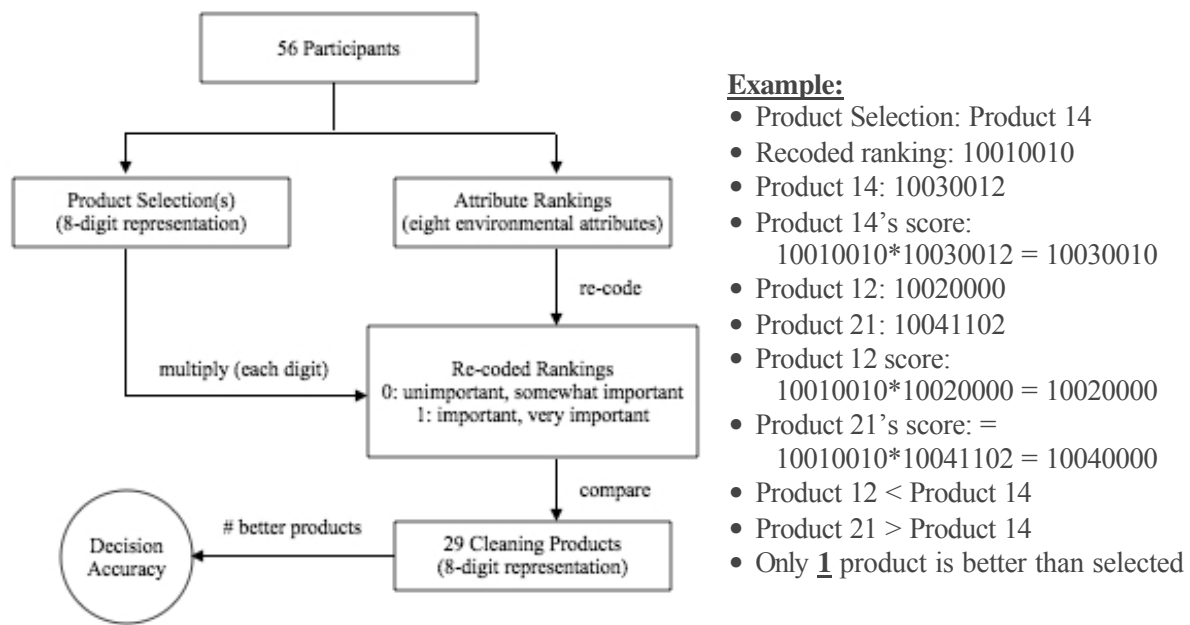 56 Participants
Product Selection(s)
(8-digit representation)
Attribute Rankings
(eight environmental attributes)
re-code
multiply (each digit)
Re-coded Rankings
0: unimportant, somewhat important
1: important, very important
compare
# better products
Decision
Accuracy
29 Cleaning Products
(8-digit representation)
Example:
• Product Selection: Product 14
• Recoded ranking: 10010010
• Product 14: 10030012
• Product 14’s score:
10010010*10030012 = 10030010
• Product 12: 10020000
• Product 21: 10041102
• Product 12 score:
10010010*10020000 = 10020000
• Product 21’s score: =
10010010*10041102 = 10040000
• Product 12 < Product 14
• Product 21 > Product 14
• Only 1 product is better than selected